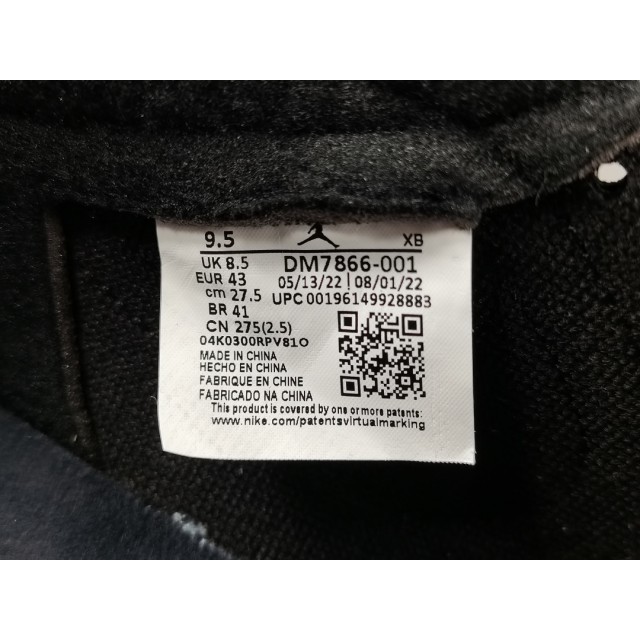 9.5 XB
UK 8.5 DM7866-001
EUR 43 05/13/22 | 08/01/22
cm 27.5 UPC 00196149928883
BR 41
CN 275(2.5)
04K0300RPV81O
MADE IN CHINA
HECHO EN CHINA
FABRIQUE EN CHINE
FABRICADO NA CHINA
This product is covered by one or more patents:
www.nike.com/patentsvirtualmarking